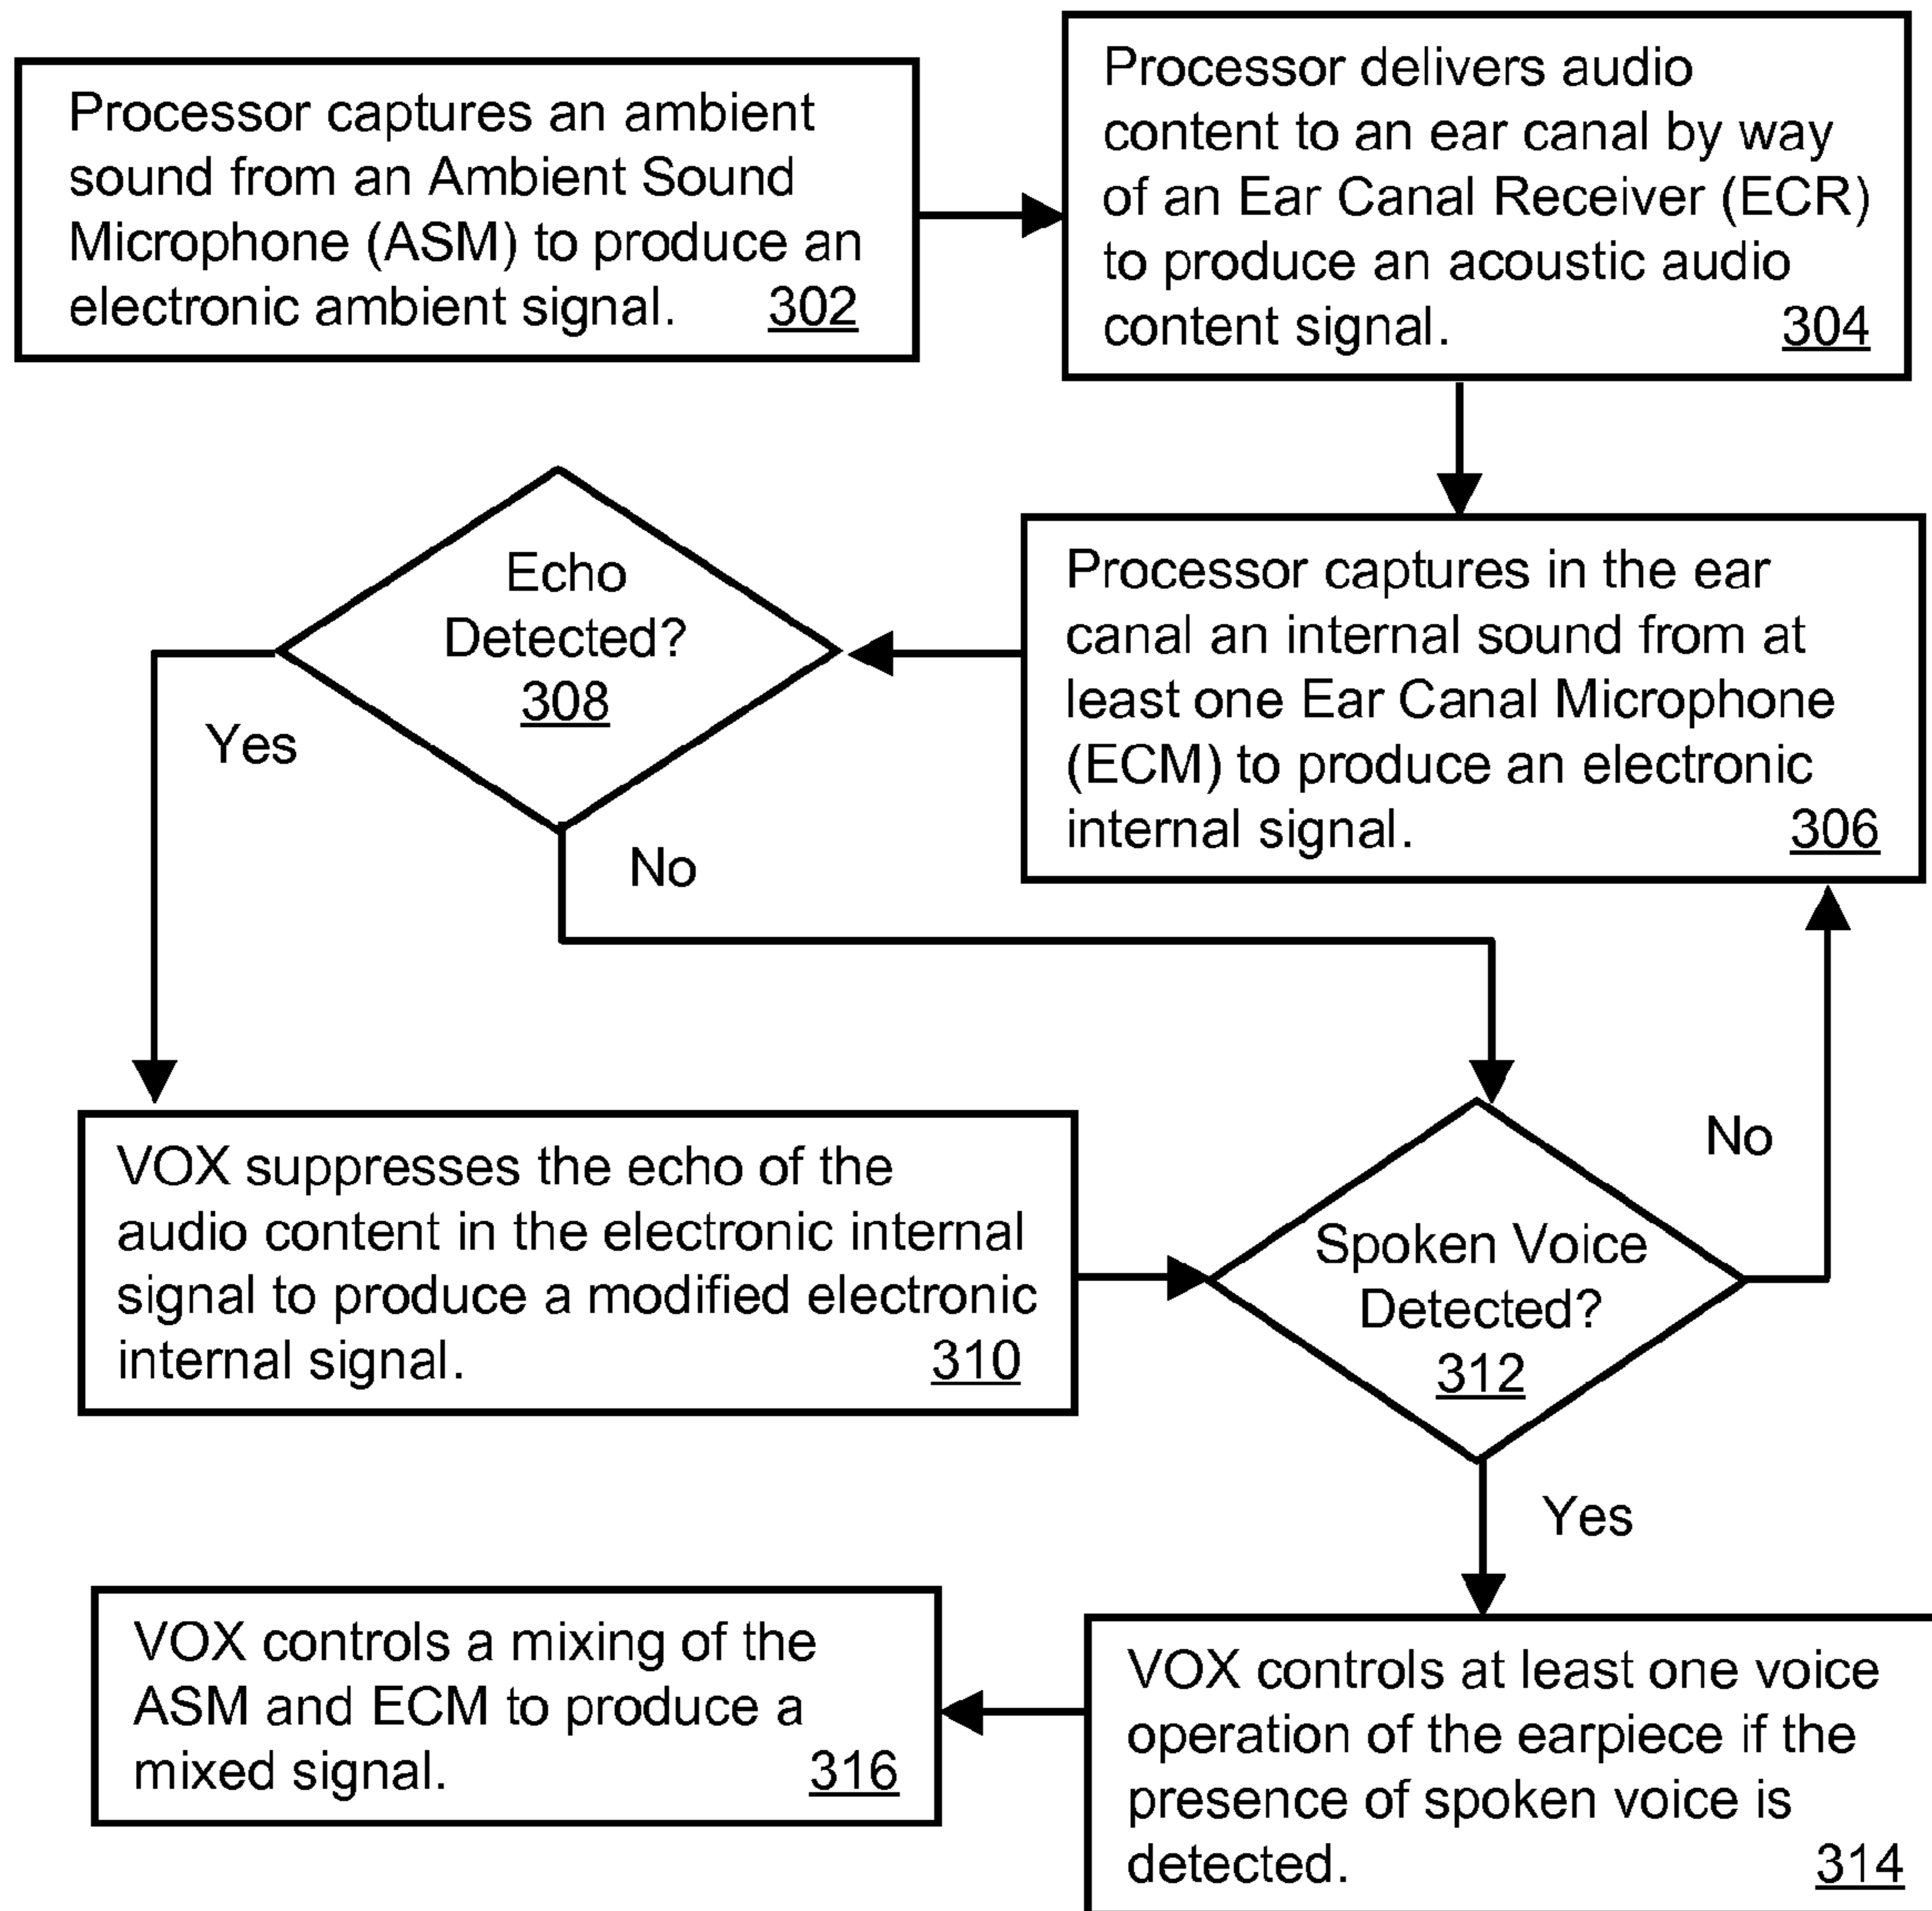 Processor captures an ambient
sound from an Ambient Sound
Microphone (ASM) to produce an
electronic ambient signal. 302
Processor delivers audio
content to an ear canal by way
of an Ear Canal Receiver (ECR)
to produce an acoustic audio
content signal. 304
Processor captures in the ear
canal an internal sound from at
least one Ear Canal Microphone
(ECM) to produce an electronic
internal signal. 306
Echo
Detected?
308
Yes
No
VOX suppresses the echo of the
audio content in the electronic internal
signal to produce a modified electronic
internal signal. 310
Spoken Voice
Detected?
312
No
Yes
VOX controls at least one voice
operation of the earpiece if the
presence of spoken voice is
detected. 314
VOX controls a mixing of the
ASM and ECM to produce a
mixed signal. 316